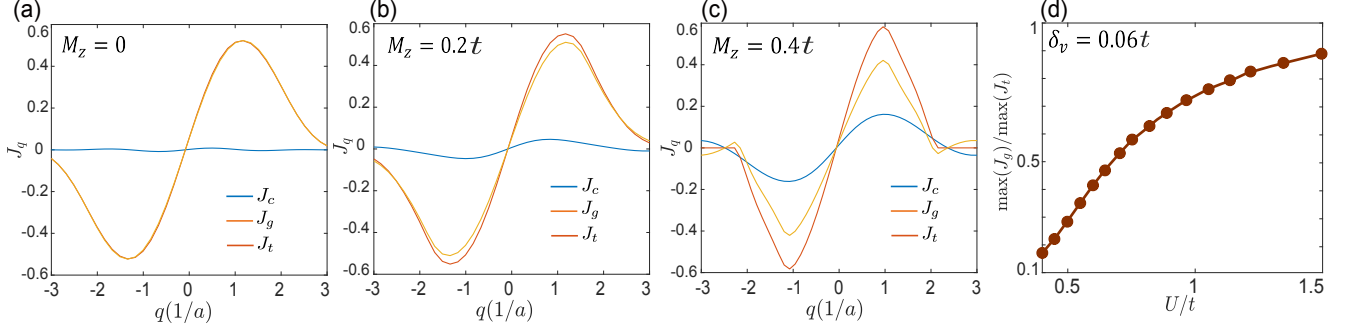 (a)
M_z = 0
0.6
0.4
0.2
0
-0.2
-0.4
-0.6
J_q
J_c
J_g
J_t
-3 -2 -1 0 1 2 3
q(1/a)
(b)
M_z = 0.2t
0.6
0.4
0.2
0
-0.2
-0.4
-0.6
J_q
J_c
J_g
J_t
-3 -2 -1 0 1 2 3
q(1/a)
(c)
M_z = 0.4t
0.6
0.4
0.2
0
-0.2
-0.4
-0.6
J_q
J_c
J_g
J_t
-3 -2 -1 0 1 2 3
q(1/a)
(d)
δ_v = 0.06t
1
0.5
0.1
max(J_g)/max(J_t)
0.5 1 1.5
U/t